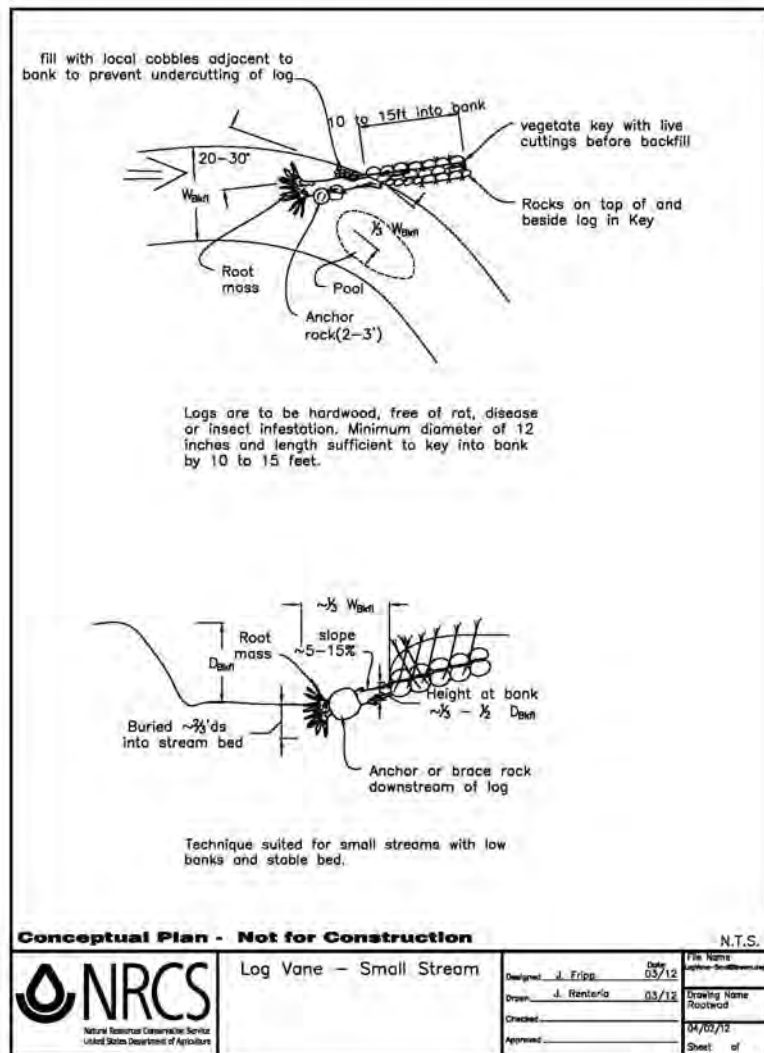 fill with local cobbles adjacent to
bank to prevent undercutting of log
10 to 15ft into bank
vegetate key with live
cuttings before backfill
20-30°
W Bkfl
Rocks on top of and
beside log in Key
⅓ W Bkfl
Root
mass
Pool
Anchor
rock(2-3')
Logs are to be hardwood, free of rot, disease
or insect infestation. Minimum diameter of 12
inches and length sufficient to key into bank
by 10 to 15 feet.
~⅓ W Bkfl
Root
mass
slope
~5-15%
D Bkfl
Height at bank
~⅓ - ½ D Bkfl
Buried ~⅔'ds
into stream bed
Anchor or brace rock
downstream of log
Technique suited for small streams with low
banks and stable bed.
Conceptual Plan - Not for Construction
N.T.S.
NRCS
Natural Resources Conservation Service
United States Department of Agriculture
Log Vane - Small Stream
Date
Designed J. Fripp 03/12
Drawn J. Renteria 03/12
Checked
Approved
File Name
Drawing Name
Rootwad
04/02/12
Sheet of